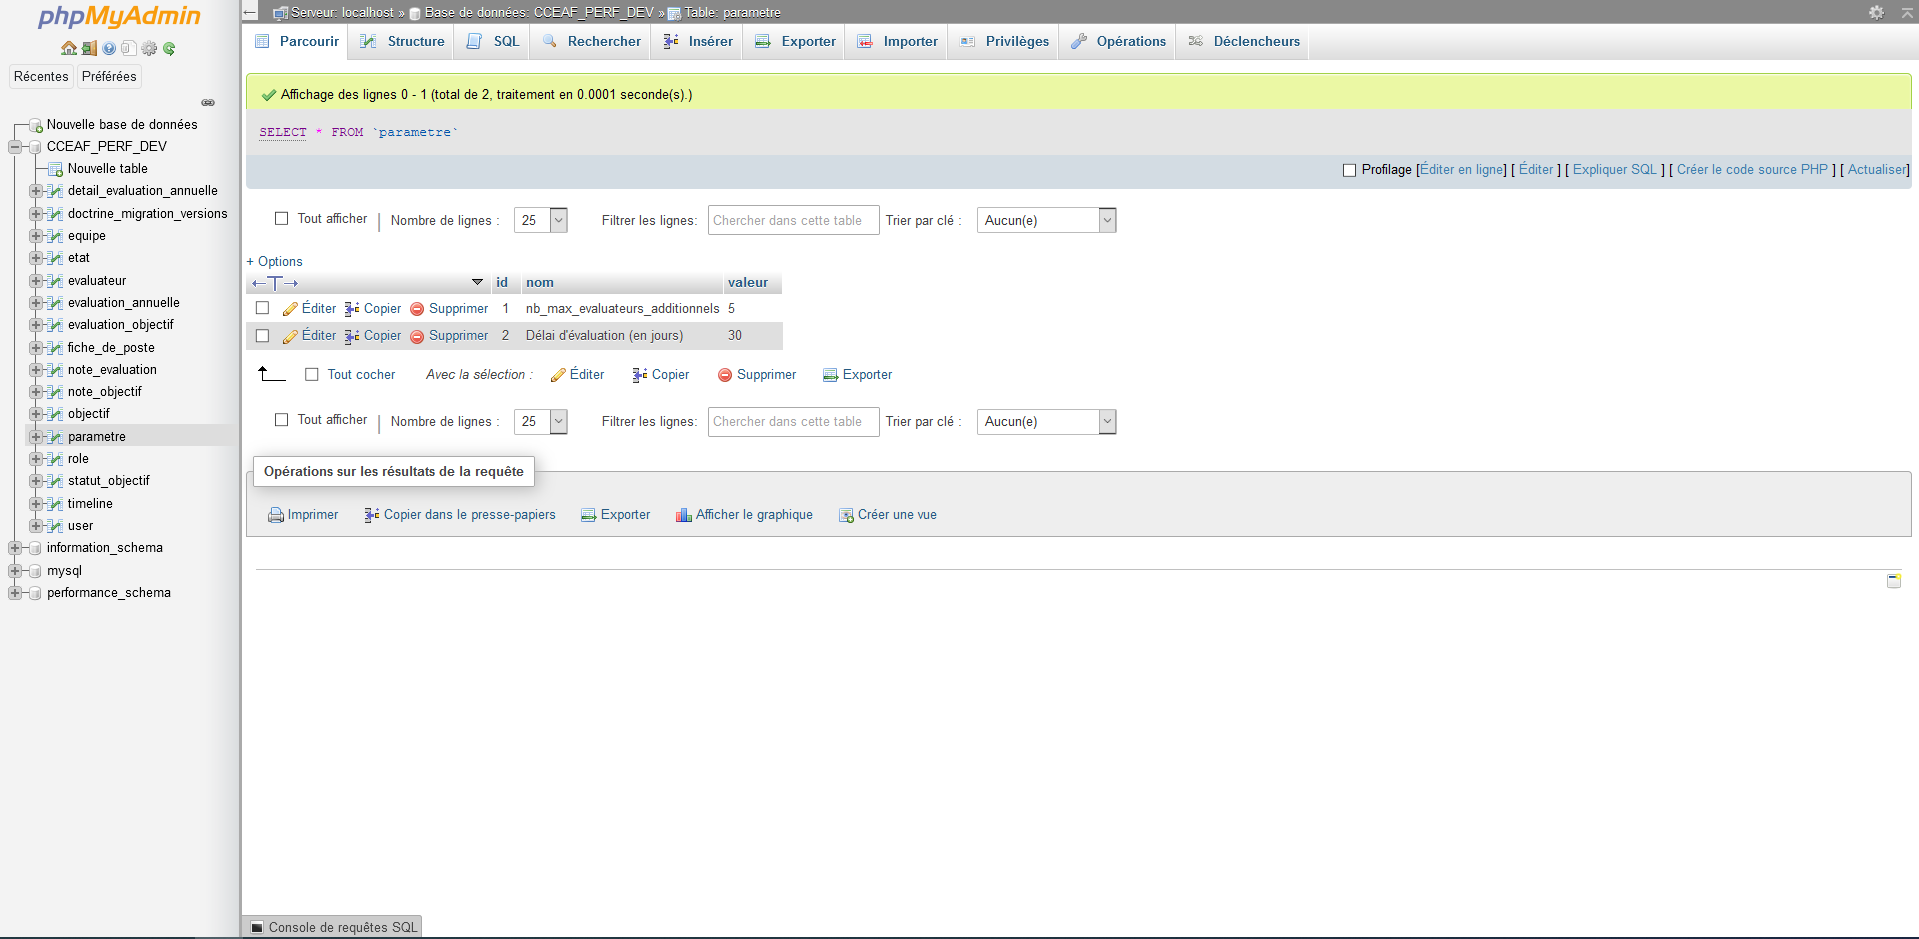 phpMyAdmin
Récentes
Préférées
Nouvelle base de données
CCEAF_PERF_DEV
Nouvelle table
detail_evaluation_annuelle
doctrine_migration_versions
equipe
etat
evaluateur
evaluation_annuelle
evaluation_objectif
fiche_de_poste
note_evaluation
note_objectif
objectif
parametre
role
statut_objectif
timeline
user
information_schema
mysql
performance_schema
Serveur: localhost » Base de données: CCEAF_PERF_DEV » Table: parametre
Parcourir Structure SQL Rechercher Insérer Exporter Importer Privilèges Opérations Déclencheurs
Affichage des lignes 0 - 1 (total de 2, traitement en 0.0001 seconde(s).)
SELECT * FROM `parametre`
Profilage [Éditer en ligne] [ Éditer ] [ Expliquer SQL ] [ Créer le code source PHP ] [ Actualiser]
Tout afficher | Nombre de lignes : 25 Filtrer les lignes: Chercher dans cette table Trier par clé : Aucun(e)
+ Options
←T→ id nom valeur
Éditer Copier Supprimer 1 nb_max_evaluateurs_additionnels 5
Éditer Copier Supprimer 2 Délai d'évaluation (en jours) 30
Tout cocher Avec la sélection : Éditer Copier Supprimer Exporter
Tout afficher | Nombre de lignes : 25 Filtrer les lignes: Chercher dans cette table Trier par clé : Aucun(e)
Opérations sur les résultats de la requête
Imprimer Copier dans le presse-papiers Exporter Afficher le graphique Créer une vue
Console de requêtes SQL